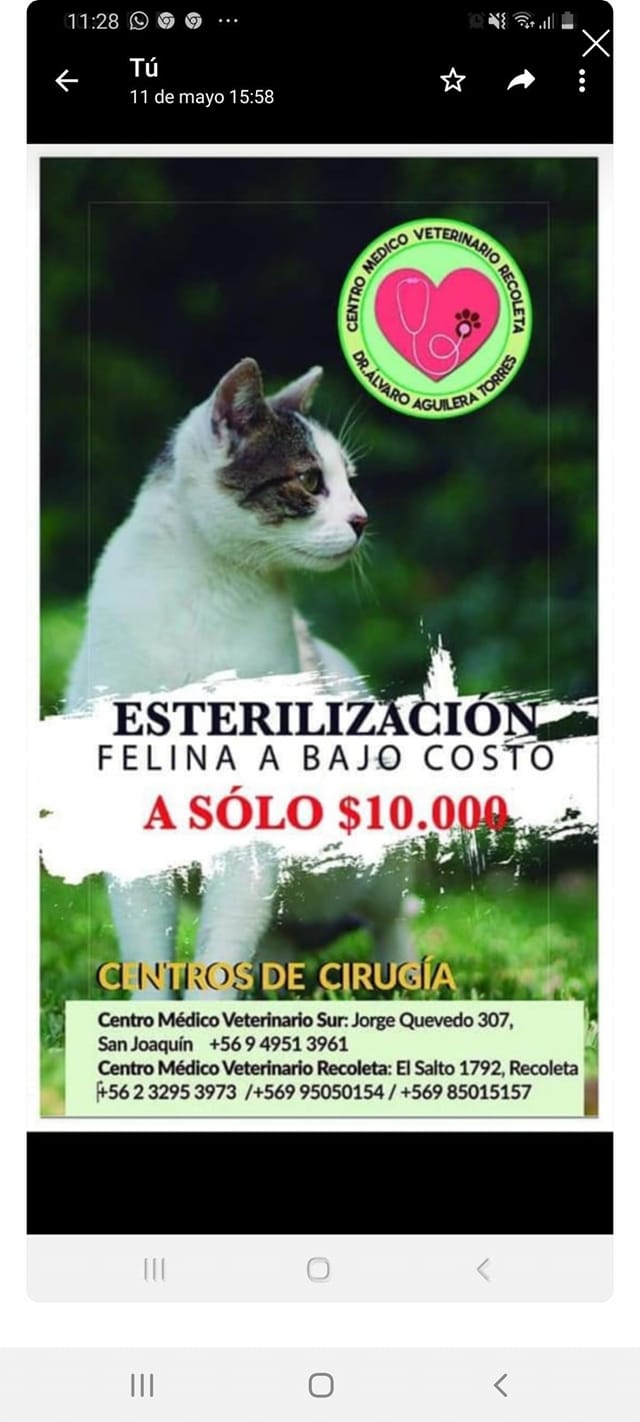 11:28
Tú
11 de mayo 15:58
CENTRO MEDICO VETERINARIO RECOLETA
DR.ÁLVARO AGUILERA TORRES
ESTERILIZACIÓN
FELINA A BAJO COSTO
A SÓLO $10.000
CENTROS DE CIRUGÍA
Centro Médico Veterinario Sur: Jorge Quevedo 307,
San Joaquín +56 9 4951 3961
Centro Médico Veterinario Recoleta: El Salto 1792, Recoleta
+56 2 3295 3973 /+569 95050154 / +569 85015157